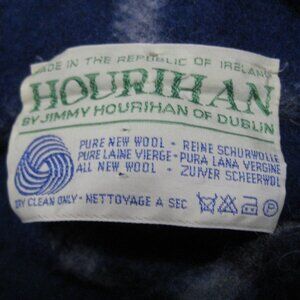 MADE IN THE REPUBLIC OF IRELAND
HOURIHAN
BY JIMMY HOURIHAN OF DUBLIN
PURE NEW WOOL - REINE SCHURWOLLE
PURE LAINE VIERGE - PURA LANA VERGINE
ALL NEW WOOL - ZUIVER SCHEERWOL
DRY CLEAN ONLY - NETTOYAGE A SEC P